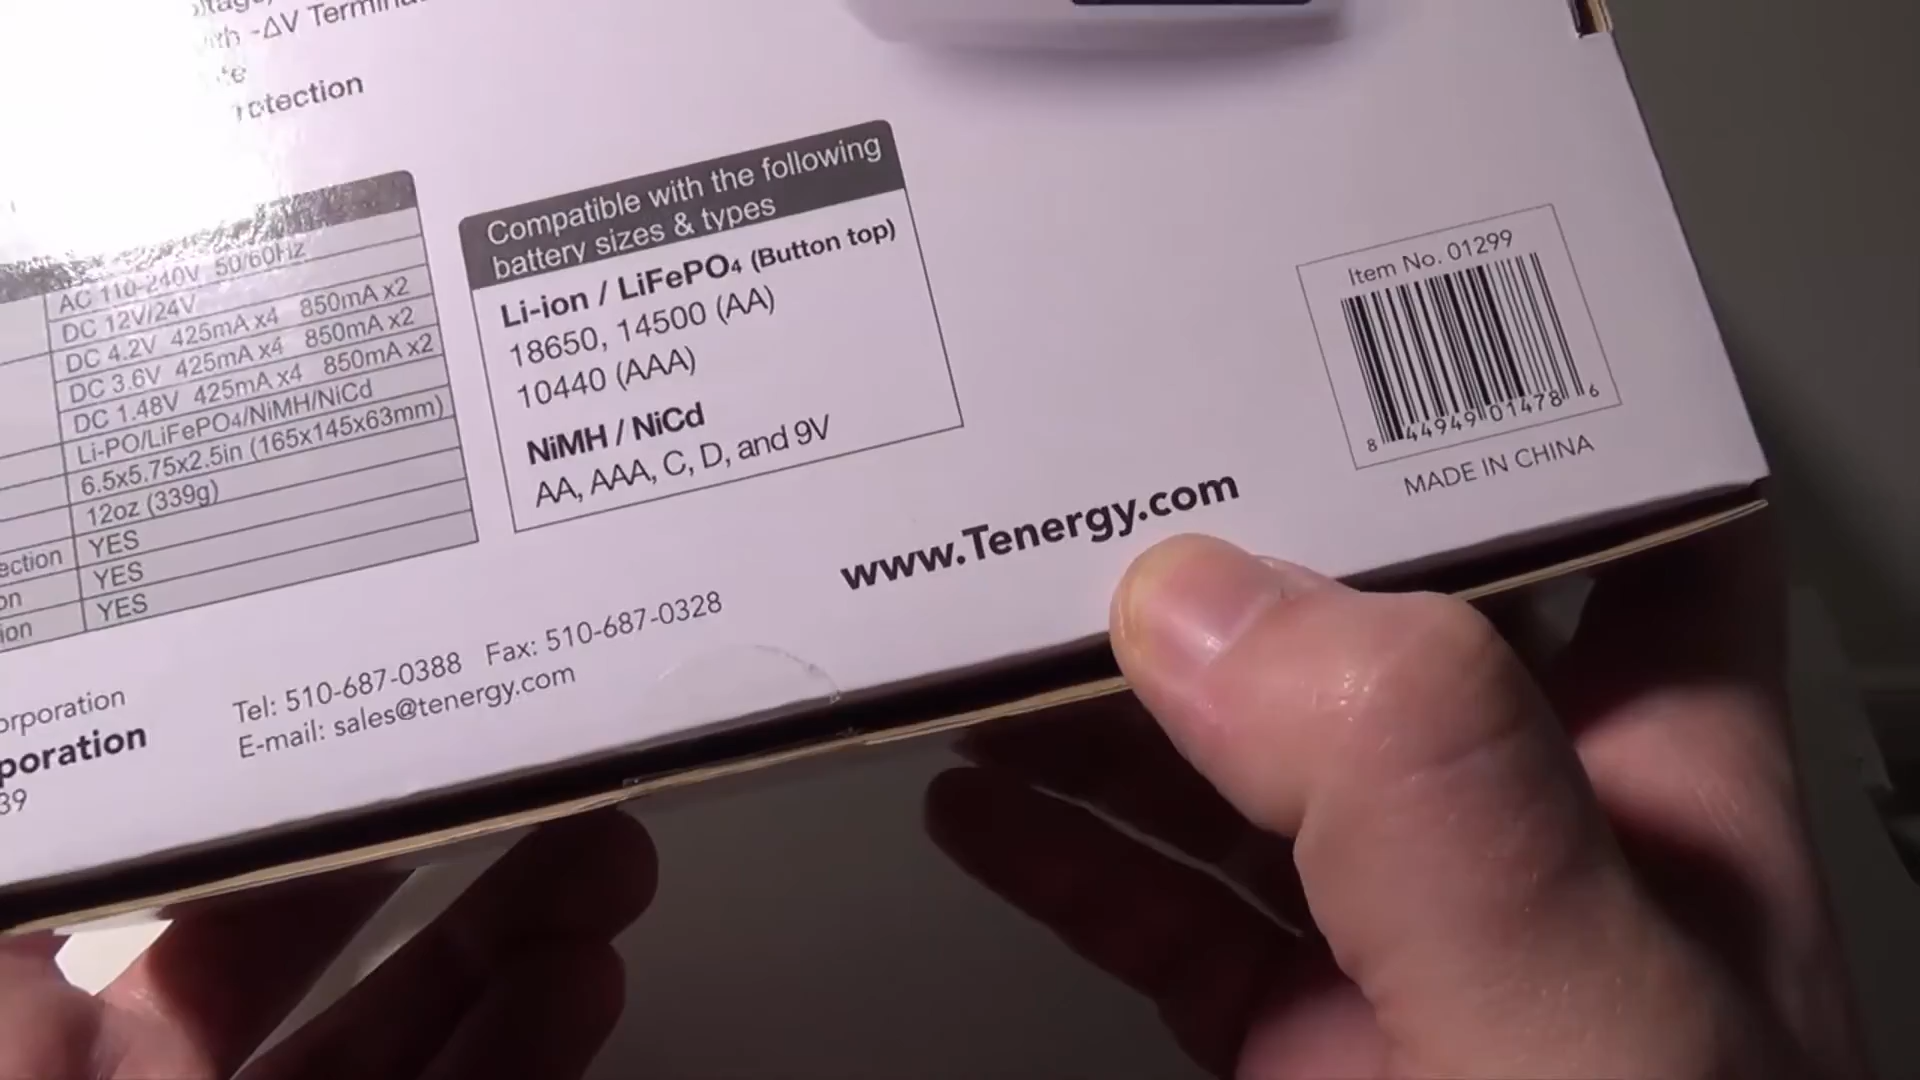 -ΔV
AC 110-240V 50/60Hz
DC 12V/24V
DC 4.2V 425mA x4 850mA x2
DC 3.6V 425mA x4 850mA x2
DC 1.48V 425mA x4 850mA x2
Li-PO/LiFePO4/NiMH/NiCd
6.5x5.75x2.5in (165x145x63mm)
12oz (339g)
YES
YES
YES
Compatible with the following
battery sizes & types
Li-ion / LiFePO4 (Button top)
18650, 14500 (AA)
10440 (AAA)
NiMH / NiCd
AA, AAA, C, D, and 9V
Item No. 01299
8 44949 01478 6
MADE IN CHINA
www.Tenergy.com
Tel: 510-687-0388 Fax: 510-687-0328
E-mail: sales@tenergy.com
39